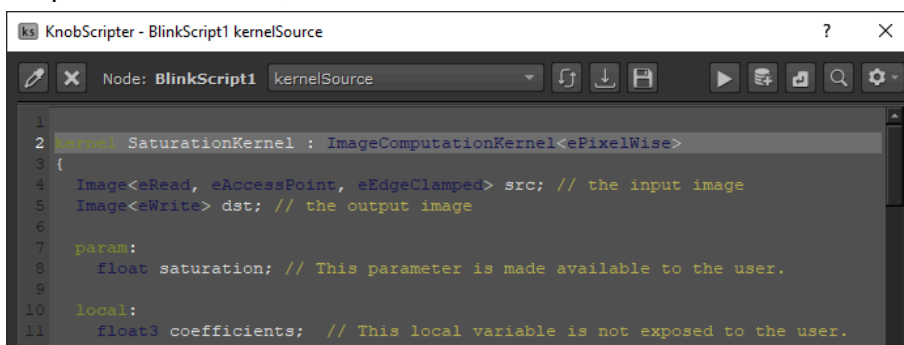 ks KnobScripter - BlinkScript1 kernelSource ? X
Node: BlinkScript1 kernelSource
1
2 kernel SaturationKernel : ImageComputationKernel<ePixelWise>
3 {
4 Image<eRead, eAccessPoint, eEdgeClamped> src; // the input image
5 Image<eWrite> dst; // the output image
6
7 param:
8 float saturation; // This parameter is made available to the user.
9
10 local:
11 float3 coefficients; // This local variable is not exposed to the user.